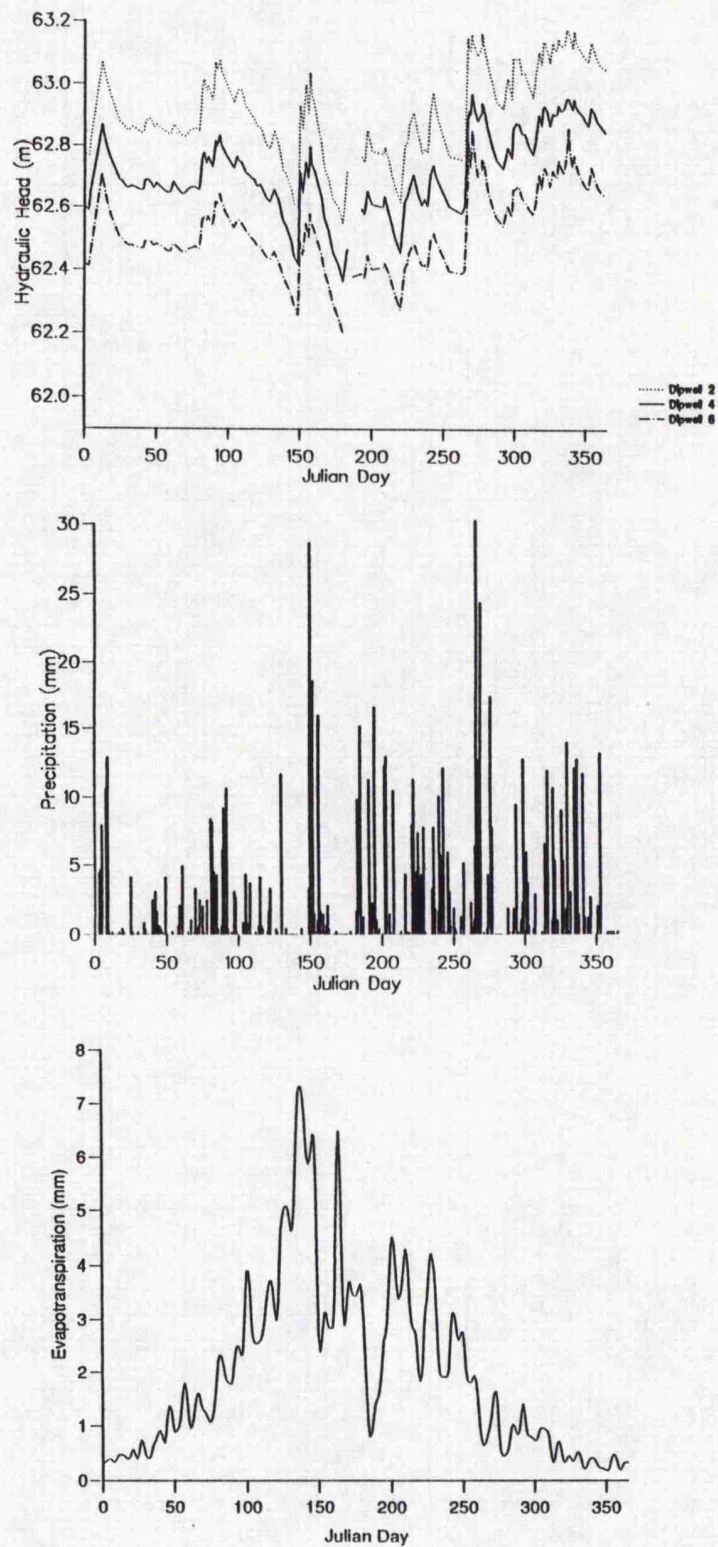 Hydraulic Head (m)
63.2
63.0
62.8
62.6
62.4
62.2
62.0
0 50 100 150 200 250 300 350
Julian Day
Dipwell 2
Dipwell 4
Dipwell 6
Precipitation (mm)
30
25
20
15
10
5
0
0 50 100 150 200 250 300 350
Julian Day
Evapotranspiration (mm)
8
7
6
5
4
3
2
1
0
0 50 100 150 200 250 300 350
Julian Day